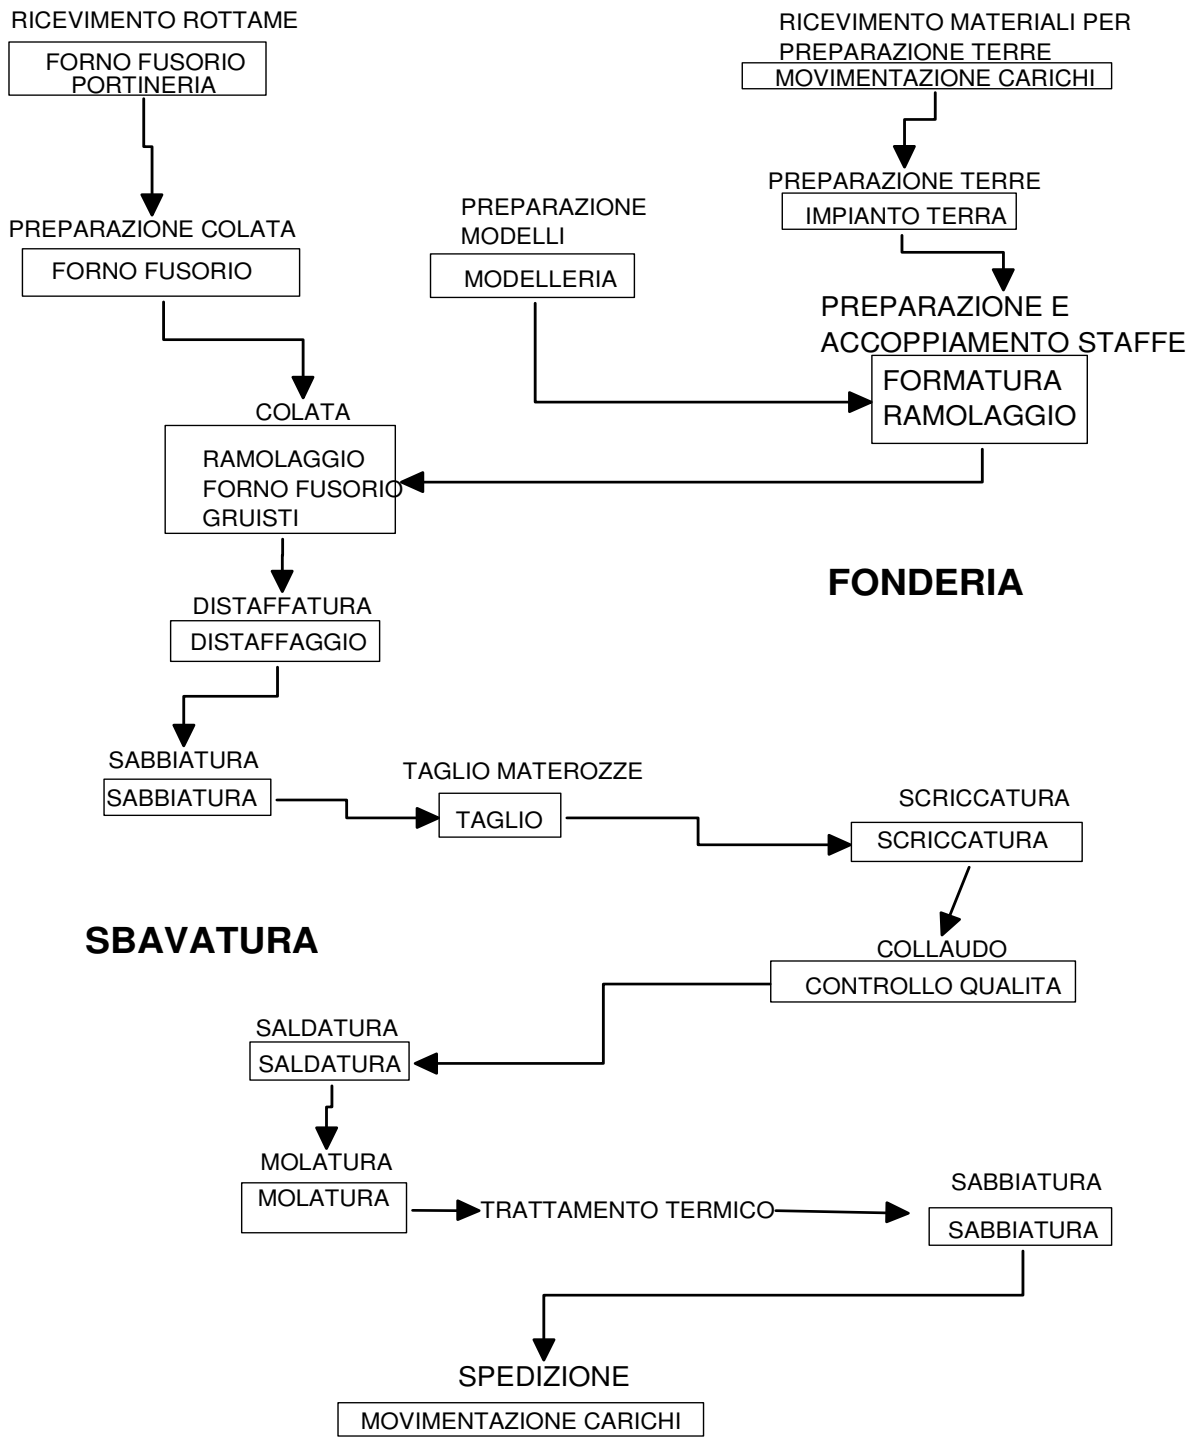 RICEVIMENTO ROTTAME
FORNO FUSORIO
PORTINERIA
RICEVIMENTO MATERIALI PER
PREPARAZIONE TERRE
MOVIMENTAZIONE CARICHI
PREPARAZIONE TERRE
IMPIANTO TERRA
PREPARAZIONE COLATA
FORNO FUSORIO
PREPARAZIONE
MODELLI
MODELLERIA
PREPARAZIONE E
ACCOPPIAMENTO STAFFE
FORMATURA
RAMOLAGGIO
COLATA
RAMOLAGGIO
FORNO FUSORIO
GRUISTI
FONDERIA
DISTAFFATURA
DISTAFFAGGIO
SABBIATURA
SABBIATURA
TAGLIO MATEROZZE
TAGLIO
SCRICCATURA
SCRICCATURA
SBAVATURA
COLLAUDO
CONTROLLO QUALITA
SALDATURA
SALDATURA
MOLATURA
MOLATURA
TRATTAMENTO TERMICO
SABBIATURA
SABBIATURA
SPEDIZIONE
MOVIMENTAZIONE CARICHI